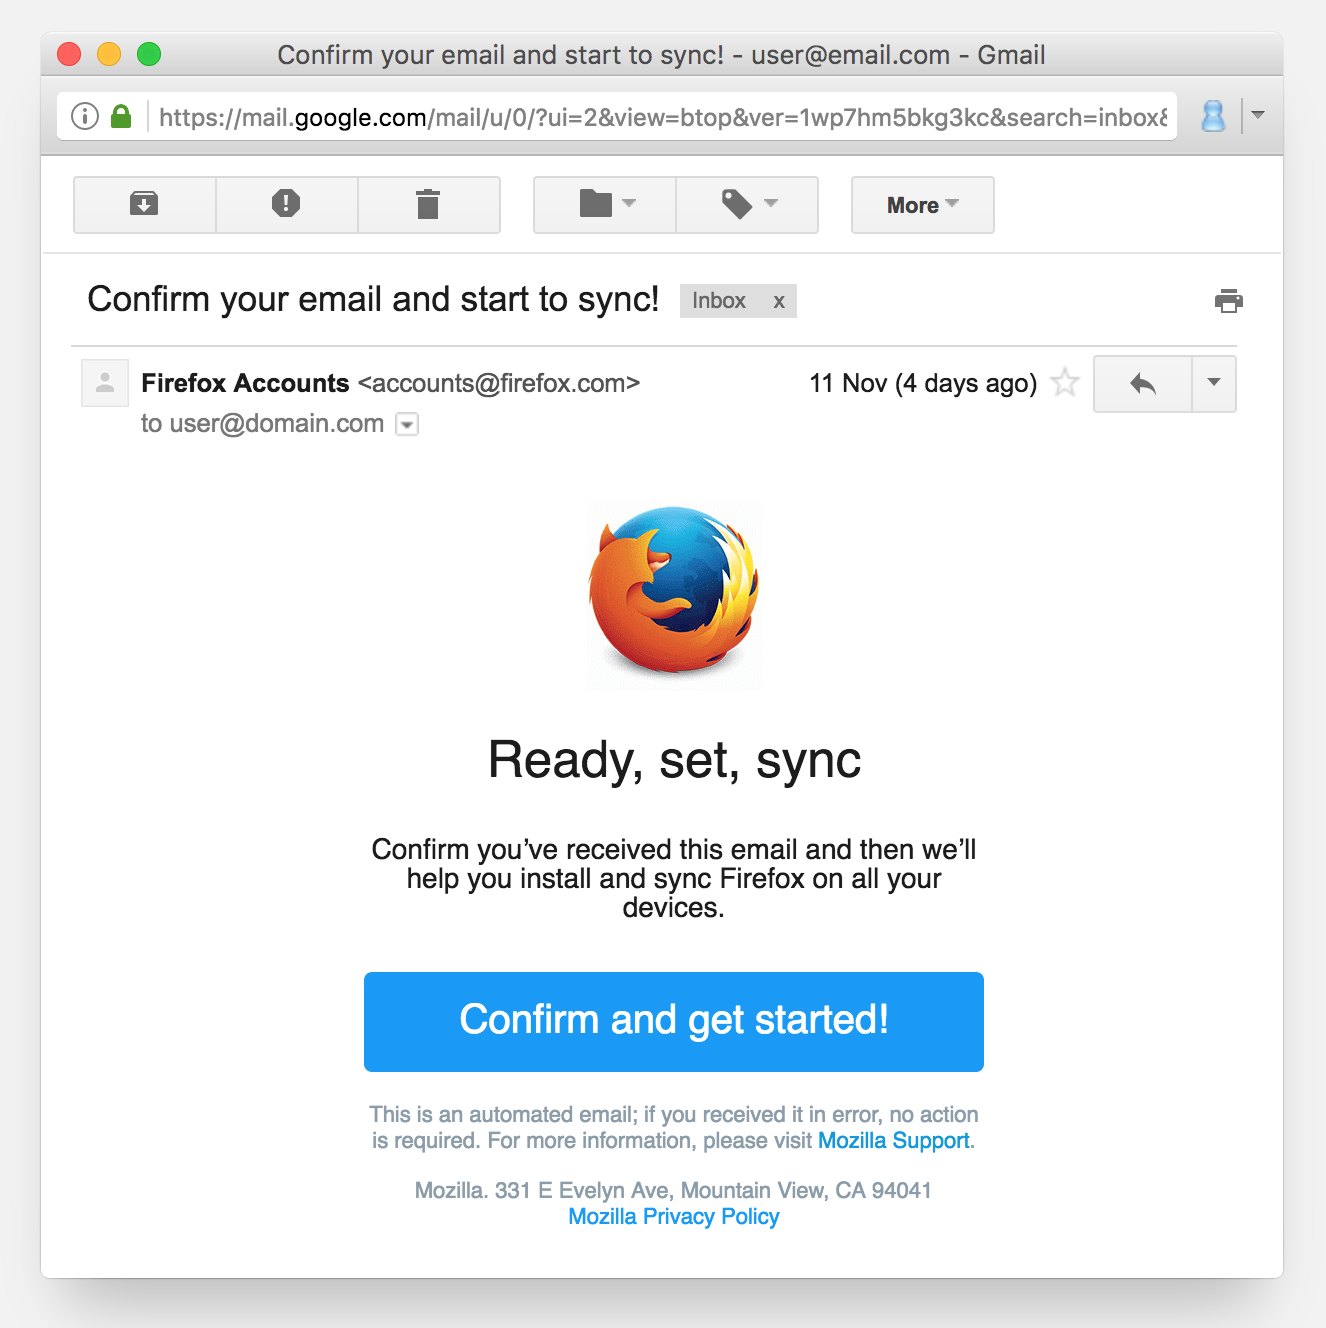 Confirm your email and start to sync! - user@email.com - Gmail
https://mail.google.com/mail/u/0/?ui=2&view=btop&ver=1wp7hm5bkg3kc&search=inbox&
More
Confirm your email and start to sync! Inbox x
Firefox Accounts <accounts@firefox.com> 11 Nov (4 days ago)
to user@domain.com
Ready, set, sync
Confirm you’ve received this email and then we’ll
help you install and sync Firefox on all your
devices.
Confirm and get started!
This is an automated email; if you received it in error, no action
is required. For more information, please visit Mozilla Support.
Mozilla. 331 E Evelyn Ave, Mountain View, CA 94041
Mozilla Privacy Policy